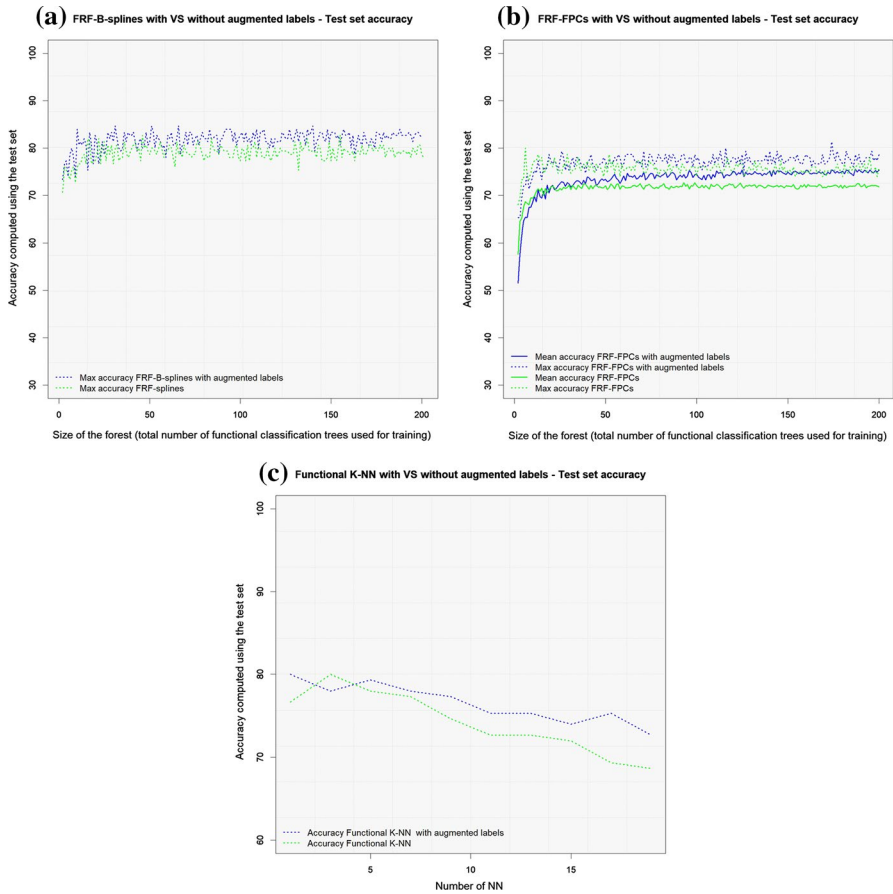 (a) FRF-B-splines with VS without augmented labels - Test set accuracy
Accuracy computed using the test set
100
90
80
70
60
50
40
30
Max accuracy FRF-B-splines with augmented labels
Max accuracy FRF-splines
0 50 100 150 200
Size of the forest (total number of functional classification trees used for training)
(b) FRF-FPCs with VS without augmented labels - Test set accuracy
Accuracy computed using the test set
100
90
80
70
60
50
40
30
Mean accuracy FRF-FPCs with augmented labels
Max accuracy FRF-FPCs with augmented labels
Mean accuracy FRF-FPCs
Max accuracy FRF-FPCs
0 50 100 150 200
Size of the forest (total number of functional classification trees used for training)
(c) Functional K-NN with VS without augmented labels - Test set accuracy
Accuracy computed using the test set
100
90
80
70
60
Accuracy Functional K-NN with augmented labels
Accuracy Functional K-NN
5 10 15
Number of NN